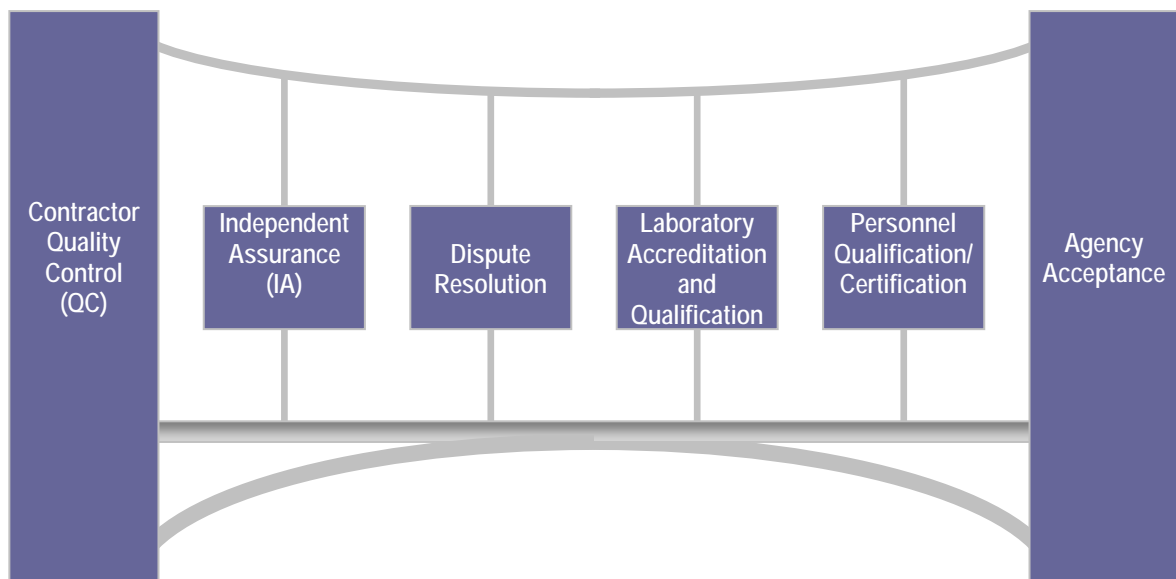 Contractor
Quality
Control
(QC)
Independent
Assurance
(IA)
Dispute
Resolution
Laboratory
Accreditation
and
Qualification
Personnel
Qualification/
Certification
Agency
Acceptance